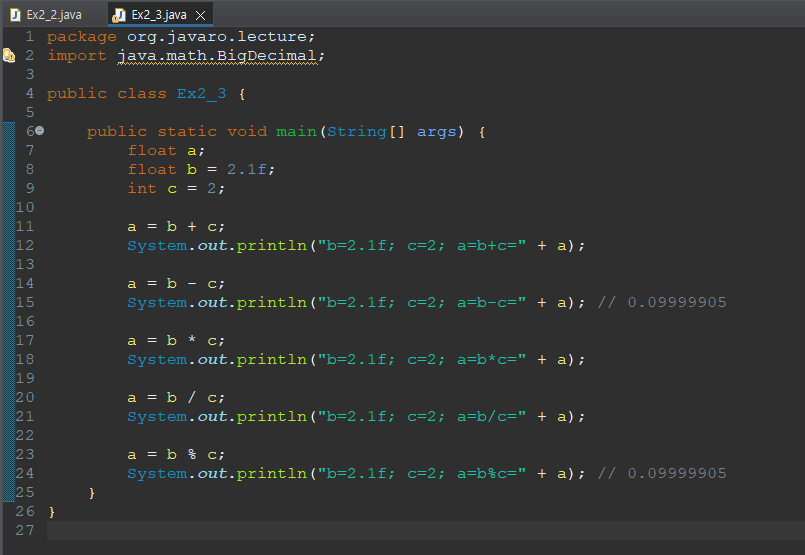 Ex2_2.java Ex2_3.java
1 package org.javaro.lecture;
2 import java.math.BigDecimal;
3
4 public class Ex2_3 {
5
6 public static void main(String[] args) {
7 float a;
8 float b = 2.1f;
9 int c = 2;
10
11 a = b + c;
12 System.out.println("b=2.1f; c=2; a=b+c=" + a);
13
14 a = b - c;
15 System.out.println("b=2.1f; c=2; a=b-c=" + a); // 0.09999905
16
17 a = b * c;
18 System.out.println("b=2.1f; c=2; a=b*c=" + a);
19
20 a = b / c;
21 System.out.println("b=2.1f; c=2; a=b/c=" + a);
22
23 a = b % c;
24 System.out.println("b=2.1f; c=2; a=b%c=" + a); // 0.09999905
25 }
26 }
27